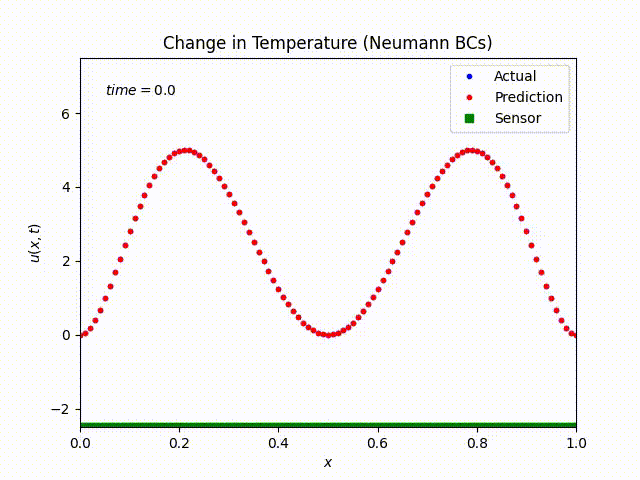 Change in Temperature (Neumann BCs)
time = 0.0
Actual
Prediction
Sensor
6
4
2
0
−2
u(x, t)
0.0 0.2 0.4 0.6 0.8 1.0
x